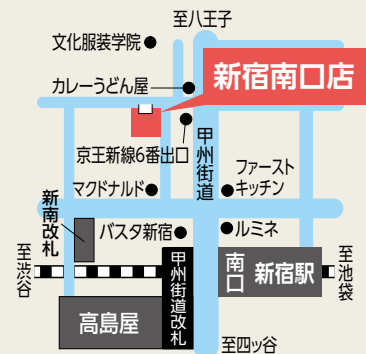 至八王子
文化服装学院
カレーうどん屋
新宿南口店
京王新線6番出口
甲州街道
ファースト
キッチン
マクドナルド
新南改札
バスタ新宿
ルミネ
至渋谷
甲州街道改札
南口
新宿駅
至池袋
高島屋
至四ッ谷